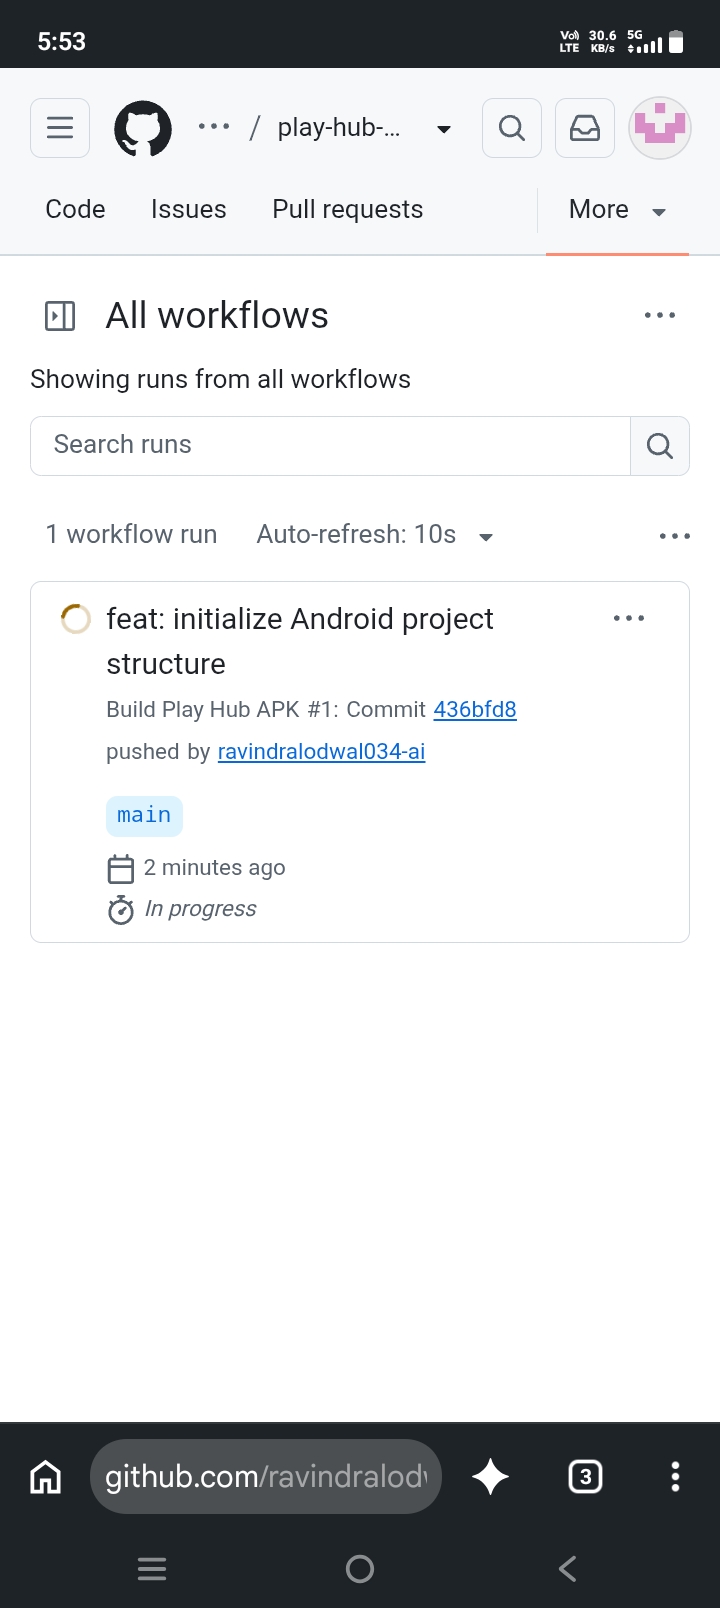 5:53
Vo) LTE 30.6 KB/s 5G
/ play-hub-...
Code Issues Pull requests More
All workflows
Showing runs from all workflows
Search runs
1 workflow run Auto-refresh: 10s
feat: initialize Android project
structure
Build Play Hub APK #1: Commit 436bfd8
pushed by ravindralodwal034-ai
main
2 minutes ago
In progress
github.com/ravindralod
3